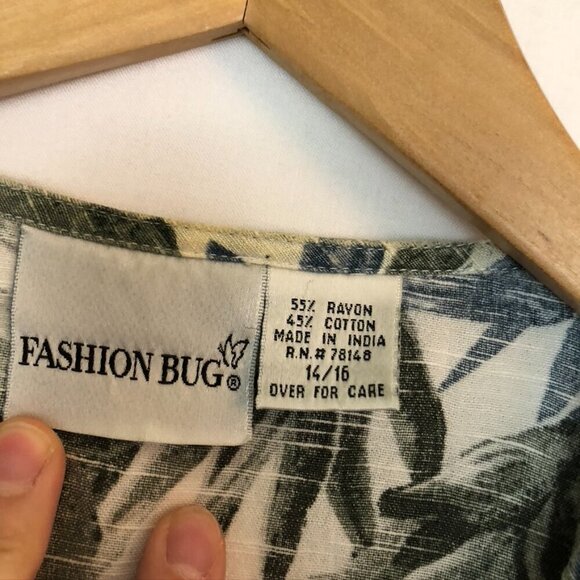 FASHION BUG®
55% RAYON
45% COTTON
MADE IN INDIA
R.N.# 78148
14/16
OVER FOR CARE